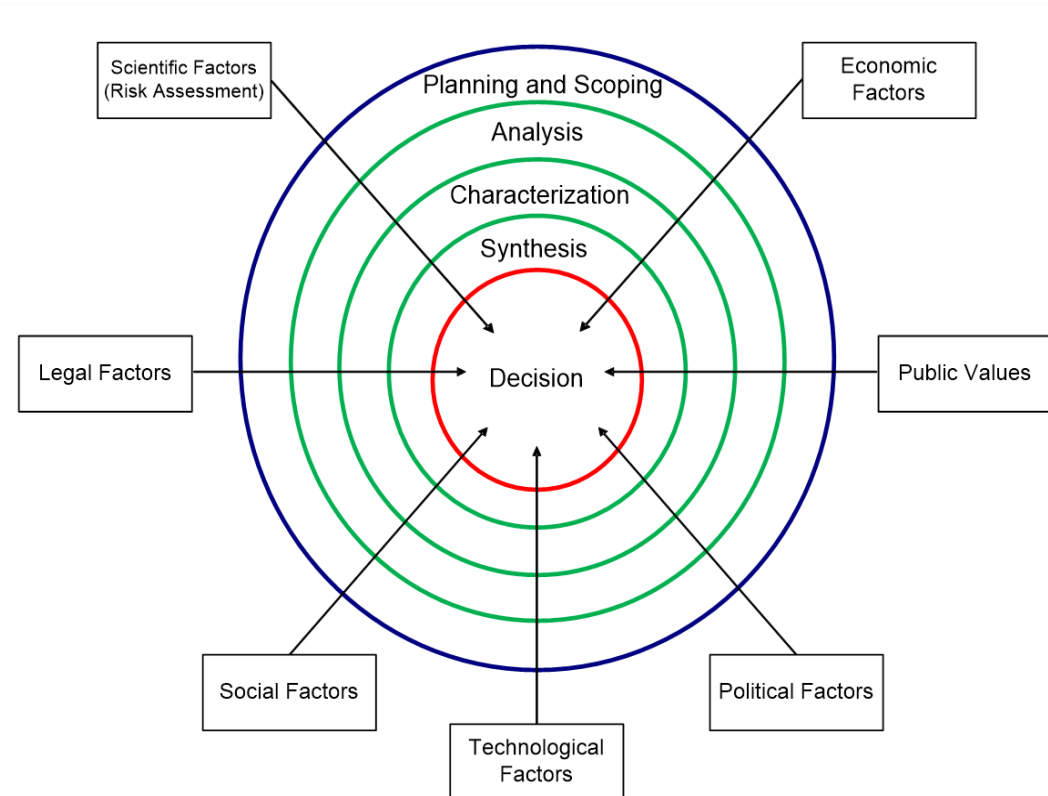 Scientific Factors
(Risk Assessment)
Economic
Factors
Planning and Scoping
Analysis
Characterization
Synthesis
Legal Factors
Decision
Public Values
Social Factors
Political Factors
Technological
Factors